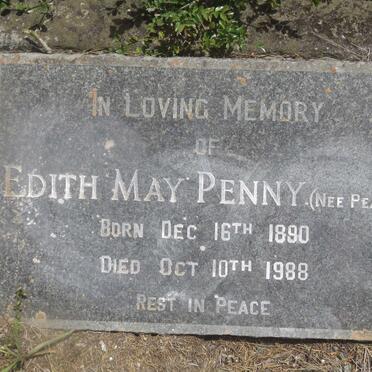 In Loving Memory
of
Edith May Penny. (nee
Born Dec 16th 1890
Died Oct 10th 1988
Rest in Peace